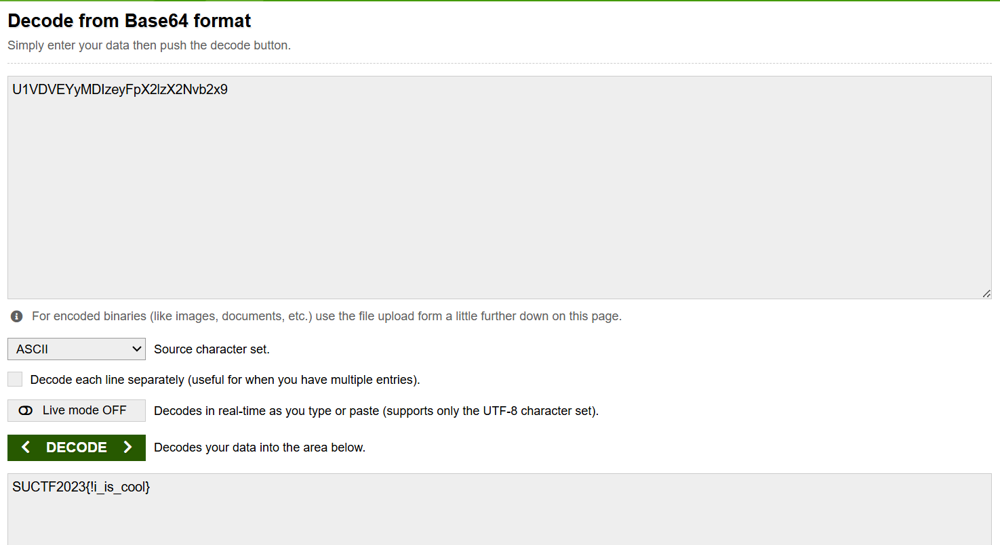 Decode from Base64 format
Simply enter your data then push the decode button.
U1VDVEYyMDIzeyFpX2lzX2Nvb2x9
For encoded binaries (like images, documents, etc.) use the file upload form a little further down on this page.
ASCII Source character set.
Decode each line separately (useful for when you have multiple entries).
Live mode OFF Decodes in real-time as you type or paste (supports only the UTF-8 character set).
DECODE Decodes your data into the area below.
SUCTF2023{!i_is_cool}